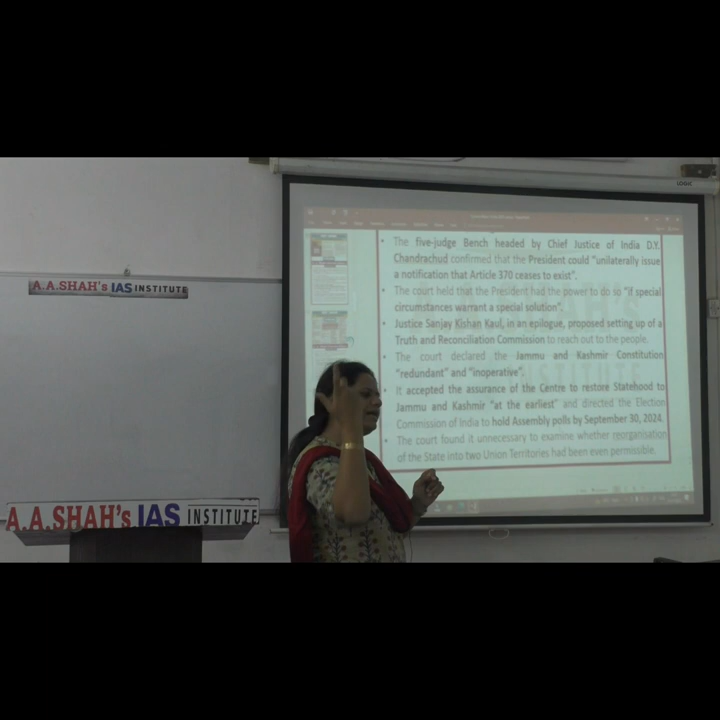 LOGIC
• The five-judge Bench headed by Chief Justice of India D.Y.
Chandrachud confirmed that the President could "unilaterally issue
a notification that Article 370 ceases to exist".
• The court held that the President had the power to do so "if special
circumstances warrant a special solution".
• Justice Sanjay Kishan Kaul, in an epilogue, proposed setting up of a
Truth and Reconciliation Commission to reach out to the people.
• The court declared the Jammu and Kashmir Constitution
"redundant" and "inoperative".
• It accepted the assurance of the Centre to restore Statehood to
Jammu and Kashmir "at the earliest" and directed the Election
Commission of India to hold Assembly polls by September 30, 2024.
• The court found it unnecessary to examine whether reorganisation
of the State into two Union Territories had been even permissible.
A.A.SHAH's IAS INSTITUTE
A.A.SHAH's IAS INSTITUTE